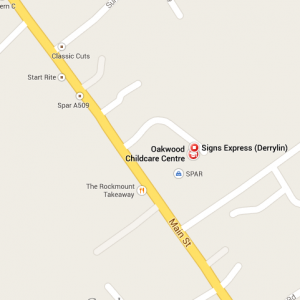 Classic Cuts
Start Rite
Spar A509
Oakwood
Childcare Centre
Signs Express (Derrylin)
SPAR
The Rockmount
Takeaway
Main St